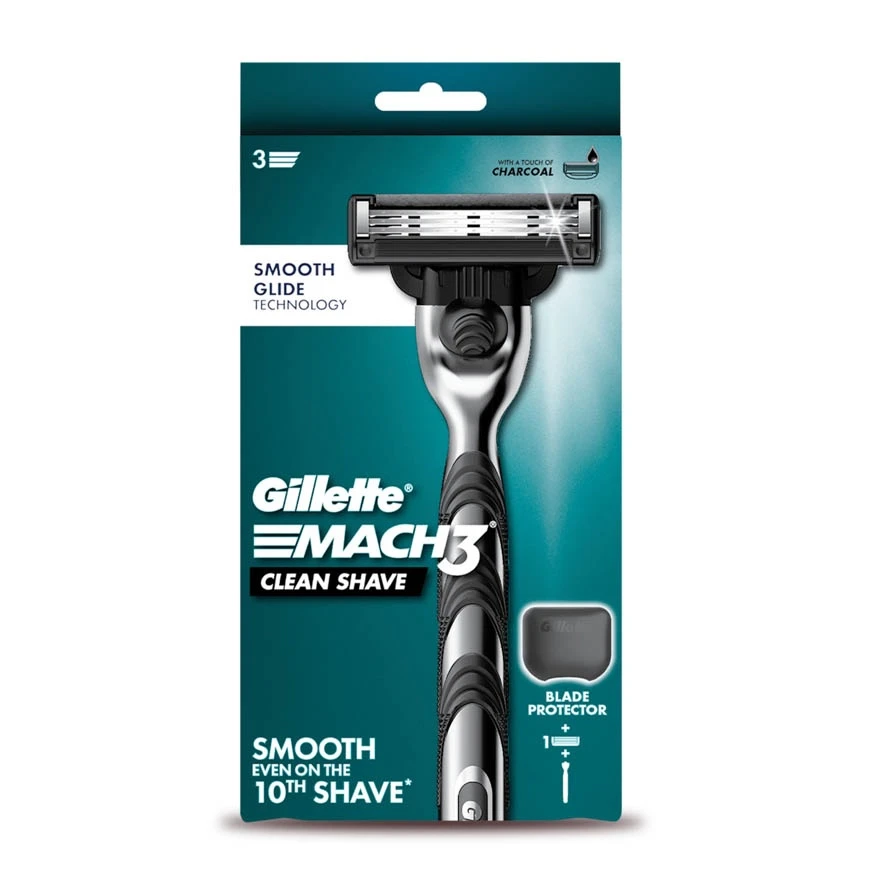 3
WITH A TOUCH OF
CHARCOAL
SMOOTH
GLIDE
TECHNOLOGY
Gillette®
MACH3®
CLEAN SHAVE
Gillette
BLADE
PROTECTOR
+
1
+
SMOOTH
EVEN ON THE
10TH SHAVE*
G